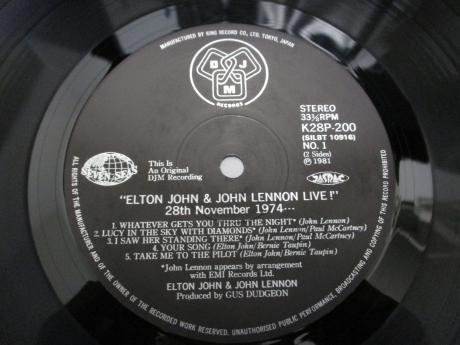 MANUFACTURED BY KING RECORD CO., LTD. TOKYO, JAPAN
D J M
RECORDS
STEREO
33⅓RPM
K28P-200
(SILBT 10916)
NO. 1
(2 Sides)
℗ 1981
SEVEN SEAS
This Is
An Original
DJM Recording
JASRAC
"ELTON JOHN & JOHN LENNON LIVE!"
28th November 1974···
1. WHATEVER GETS YOU THRU THE NIGHT* (John Lennon)
2. LUCY IN THE SKY WITH DIAMONDS* (John Lennon/Paul McCartney)
3. I SAW HER STANDING THERE* (John Lennon/Paul McCartney)
4. YOUR SONG (Elton John/Bernie Taupin)
5. TAKE ME TO THE PILOT (Elton John/Bernie Taupin)
*John Lennon appears by arrangement
with EMI Records Ltd.
ELTON JOHN & JOHN LENNON
Produced by GUS DUDGEON
ALL RIGHTS OF THE MANUFACTURER AND OF THE OWNER OF THE RECORDED WORK RESERVED. UNAUTHORISED PUBLIC PERFORMANCE, BROADCASTING AND COPYING OF THIS RECORD PROHIBITED